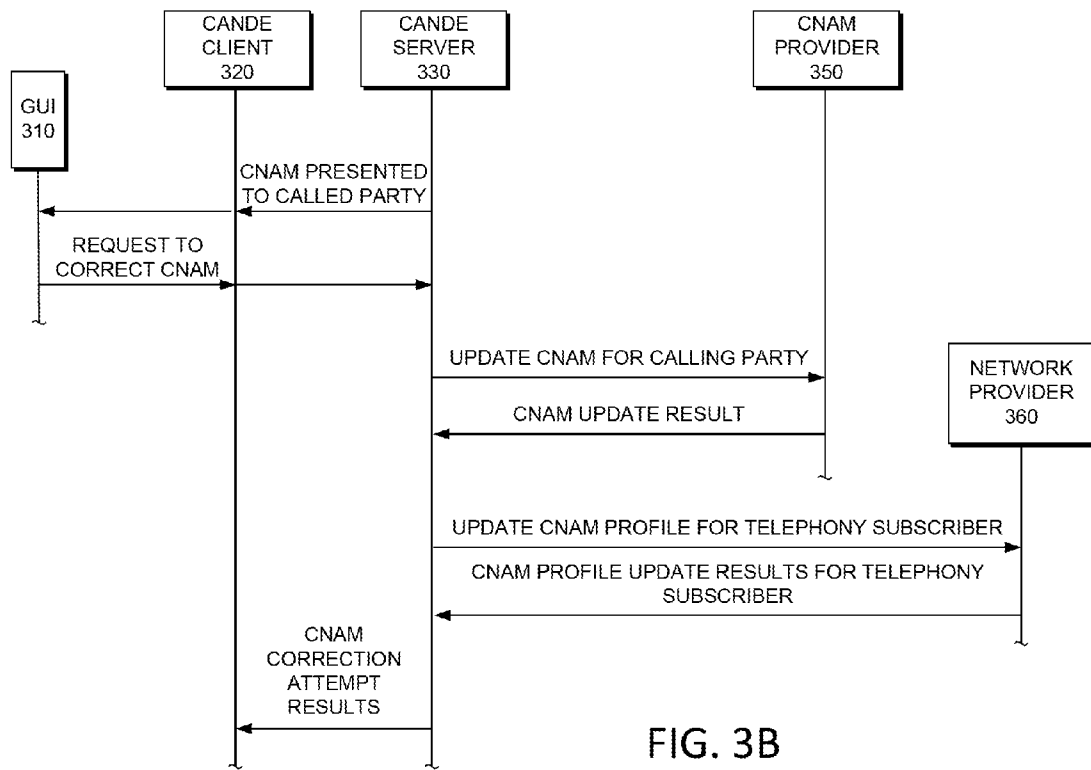 CANDE
CLIENT
320
CANDE
SERVER
330
CNAM
PROVIDER
350
GUI
310
CNAM PRESENTED
TO CALLED PARTY
REQUEST TO
CORRECT CNAM
UPDATE CNAM FOR CALLING PARTY
NETWORK
PROVIDER
360
CNAM UPDATE RESULT
UPDATE CNAM PROFILE FOR TELEPHONY SUBSCRIBER
CNAM PROFILE UPDATE RESULTS FOR TELEPHONY
SUBSCRIBER
CNAM
CORRECTION
ATTEMPT
RESULTS
FIG. 3B